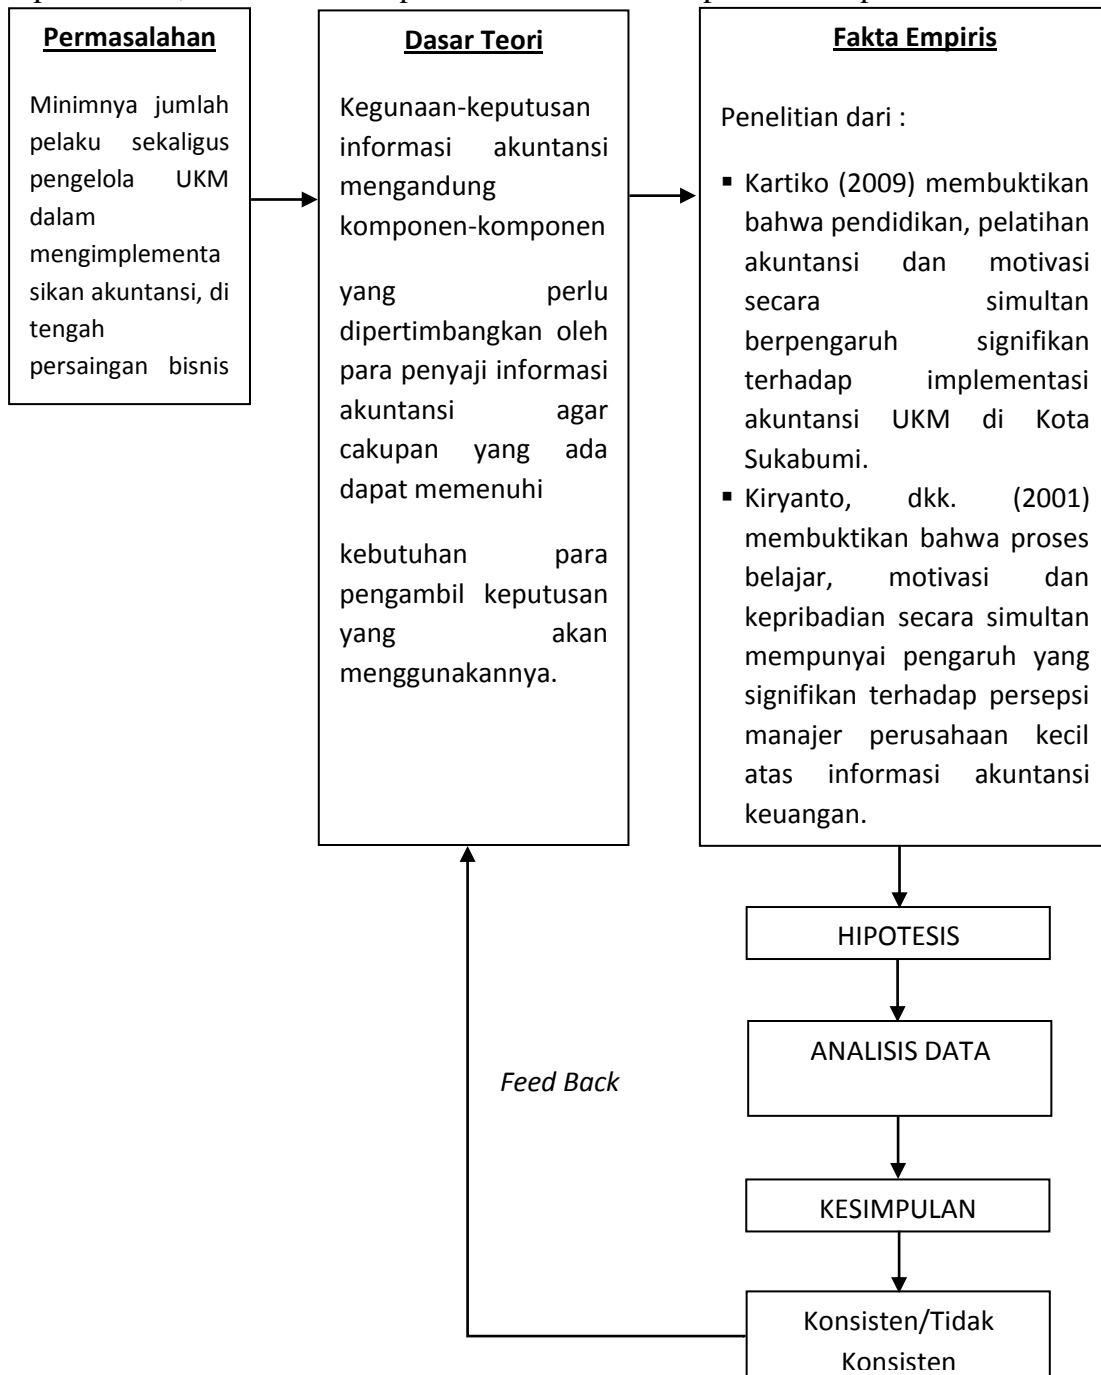 Permasalahan
Minimnya jumlah
pelaku sekaligus
pengelola UKM
dalam
mengimplementa
sikan akuntansi, di
tengah
persaingan bisnis
Dasar Teori
Kegunaan-keputusan
informasi akuntansi
mengandung
komponen-komponen
yang perlu
dipertimbangkan oleh
para penyaji informasi
akuntansi agar
cakupan yang ada
dapat memenuhi
kebutuhan para
pengambil keputusan
yang akan
menggunakannya.
Fakta Empiris
Penelitian dari :
▪ Kartiko (2009) membuktikan
bahwa pendidikan, pelatihan
akuntansi dan motivasi
secara simultan
berpengaruh signifikan
terhadap implementasi
akuntansi UKM di Kota
Sukabumi.
▪ Kiryanto, dkk. (2001)
membuktikan bahwa proses
belajar, motivasi dan
kepribadian secara simultan
mempunyai pengaruh yang
signifikan terhadap persepsi
manajer perusahaan kecil
atas informasi akuntansi
keuangan.
HIPOTESIS
ANALISIS DATA
Feed Back
KESIMPULAN
Konsisten/Tidak
Konsisten